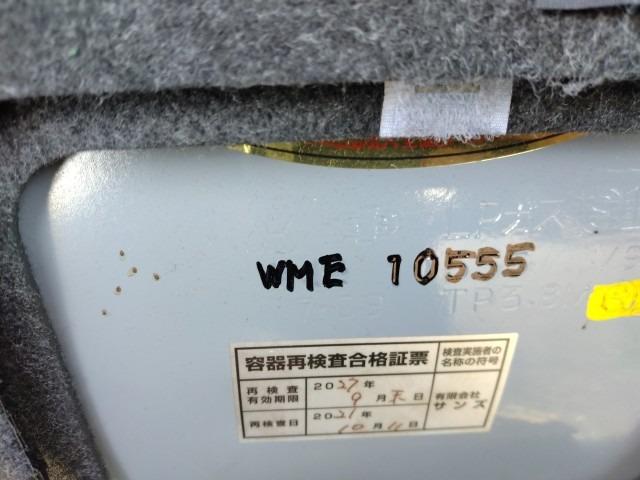 WME 10555
TP3.
容器再検査合格証票
検査実施者の
名称の符号
再検査
有効期限
2027年
9月末日
有限会社
サンズ
再検査日
2021年
10月11日